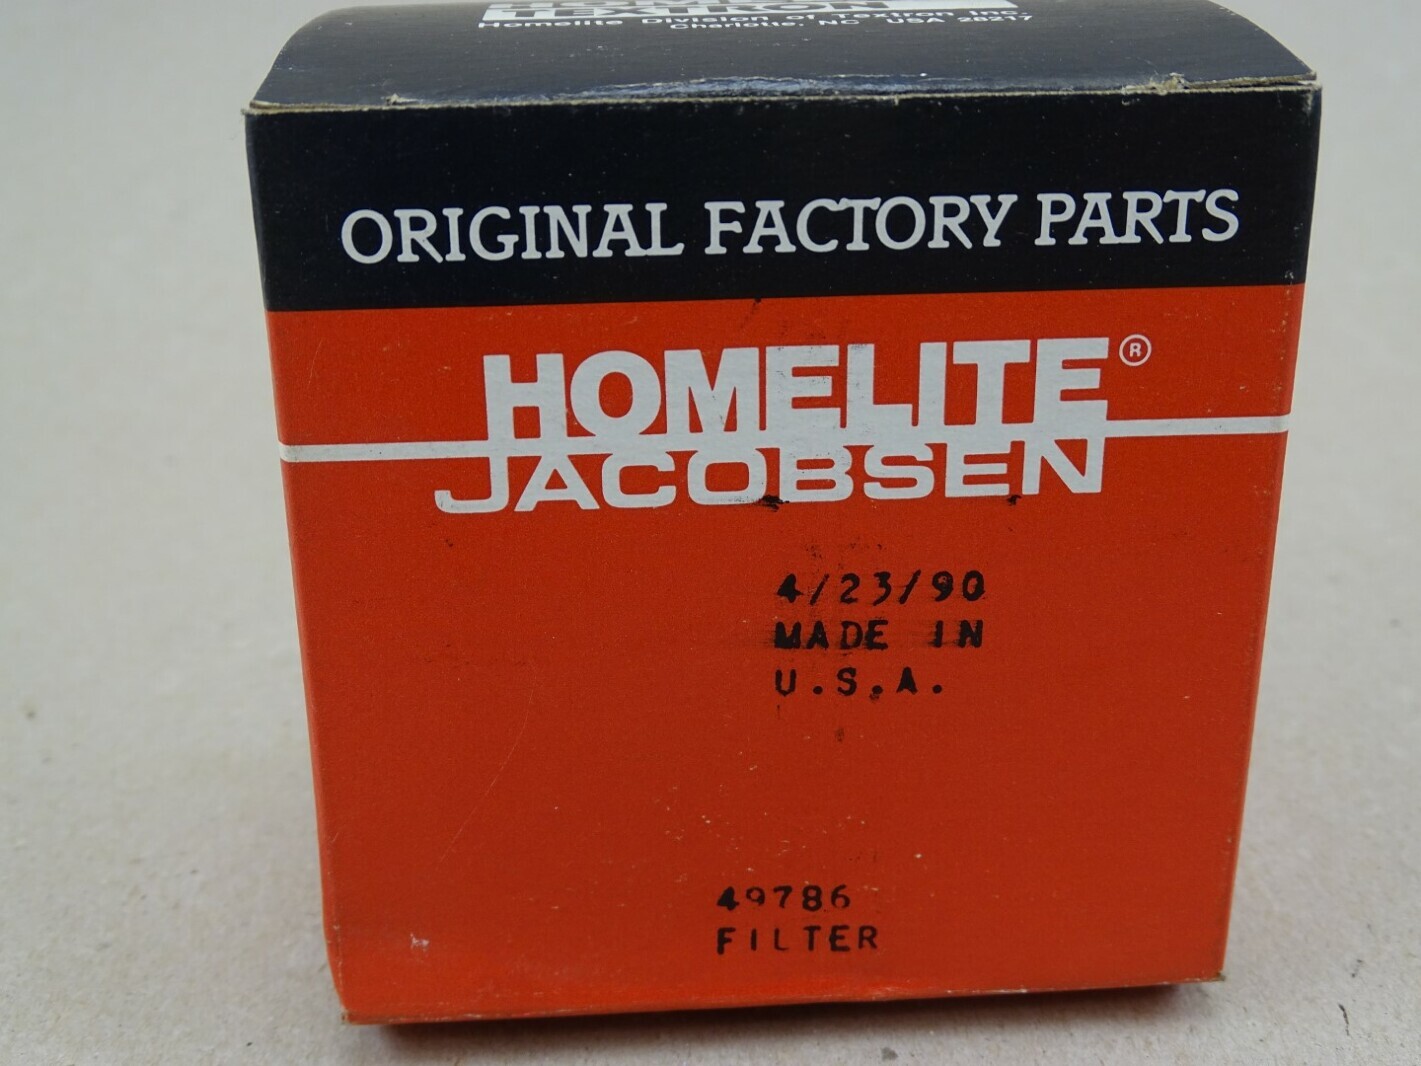 TEXTRON
Homelite Division of Textron Inc.
Charlotte, NC USA 28217
ORIGINAL FACTORY PARTS
HOMELITE®
JACOBSEN
4/23/90
MADE IN
U.S.A.
49786
FILTER